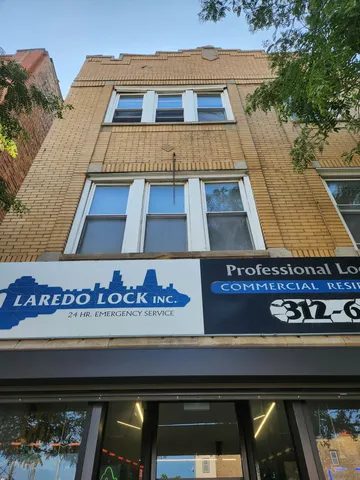 LAREDO LOCK INC.
24 HR. EMERGENCY SERVICE
Professional Lo
COMMERCIAL RESI
312-6